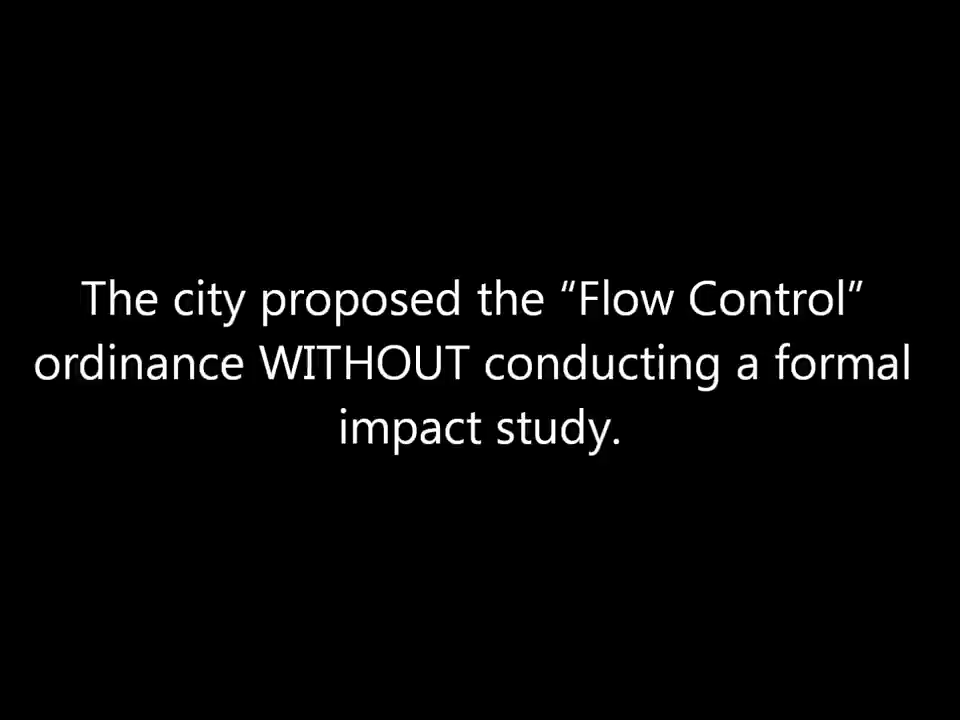 The city proposed the “Flow Control”
ordinance WITHOUT conducting a formal
impact study.